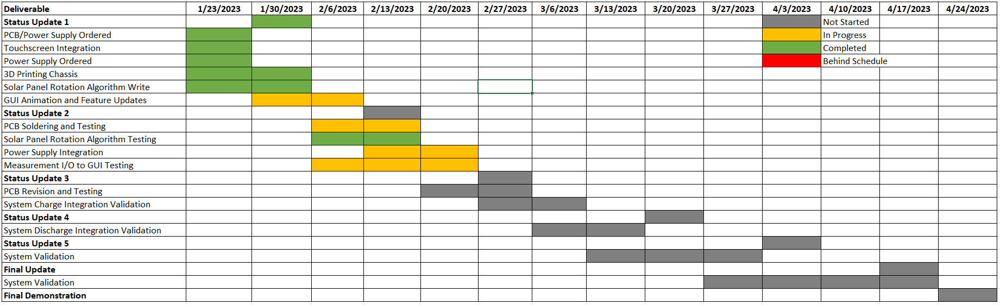 Deliverable 1/23/2023 1/30/2023 2/6/2023 2/13/2023 2/20/2023 2/27/2023 3/6/2023 3/13/2023 3/20/2023 3/27/2023 4/3/2023 4/10/2023 4/17/2023 4/24/2023
Status Update 1 Not Started
PCB/Power Supply Ordered In Progress
Touchscreen Integration Completed
Power Supply Ordered Behind Schedule
3D Printing Chassis
Solar Panel Rotation Algorithm Write
GUI Animation and Feature Updates
Status Update 2
PCB Soldering and Testing
Solar Panel Rotation Algorithm Testing
Power Supply Integration
Measurement I/O to GUI Testing
Status Update 3
PCB Revision and Testing
System Charge Integration Validation
Status Update 4
System Discharge Integration Validation
Status Update 5
System Validation
Final Update
System Validation
Final Demonstration